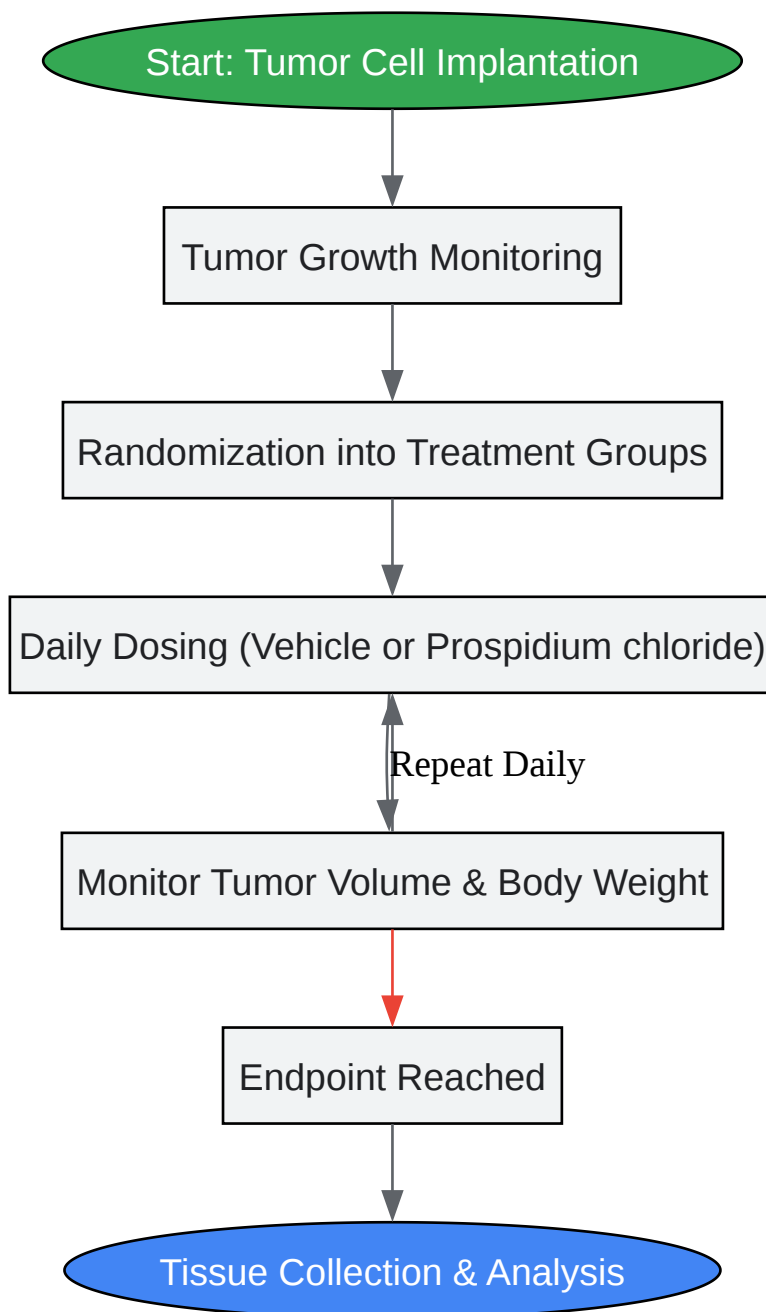 Start: Tumor Cell Implantation
Tumor Growth Monitoring
Randomization into Treatment Groups
Daily Dosing (Vehicle or Prospidium chloride)
Repeat Daily
Monitor Tumor Volume & Body Weight
Endpoint Reached
Tissue Collection & Analysis